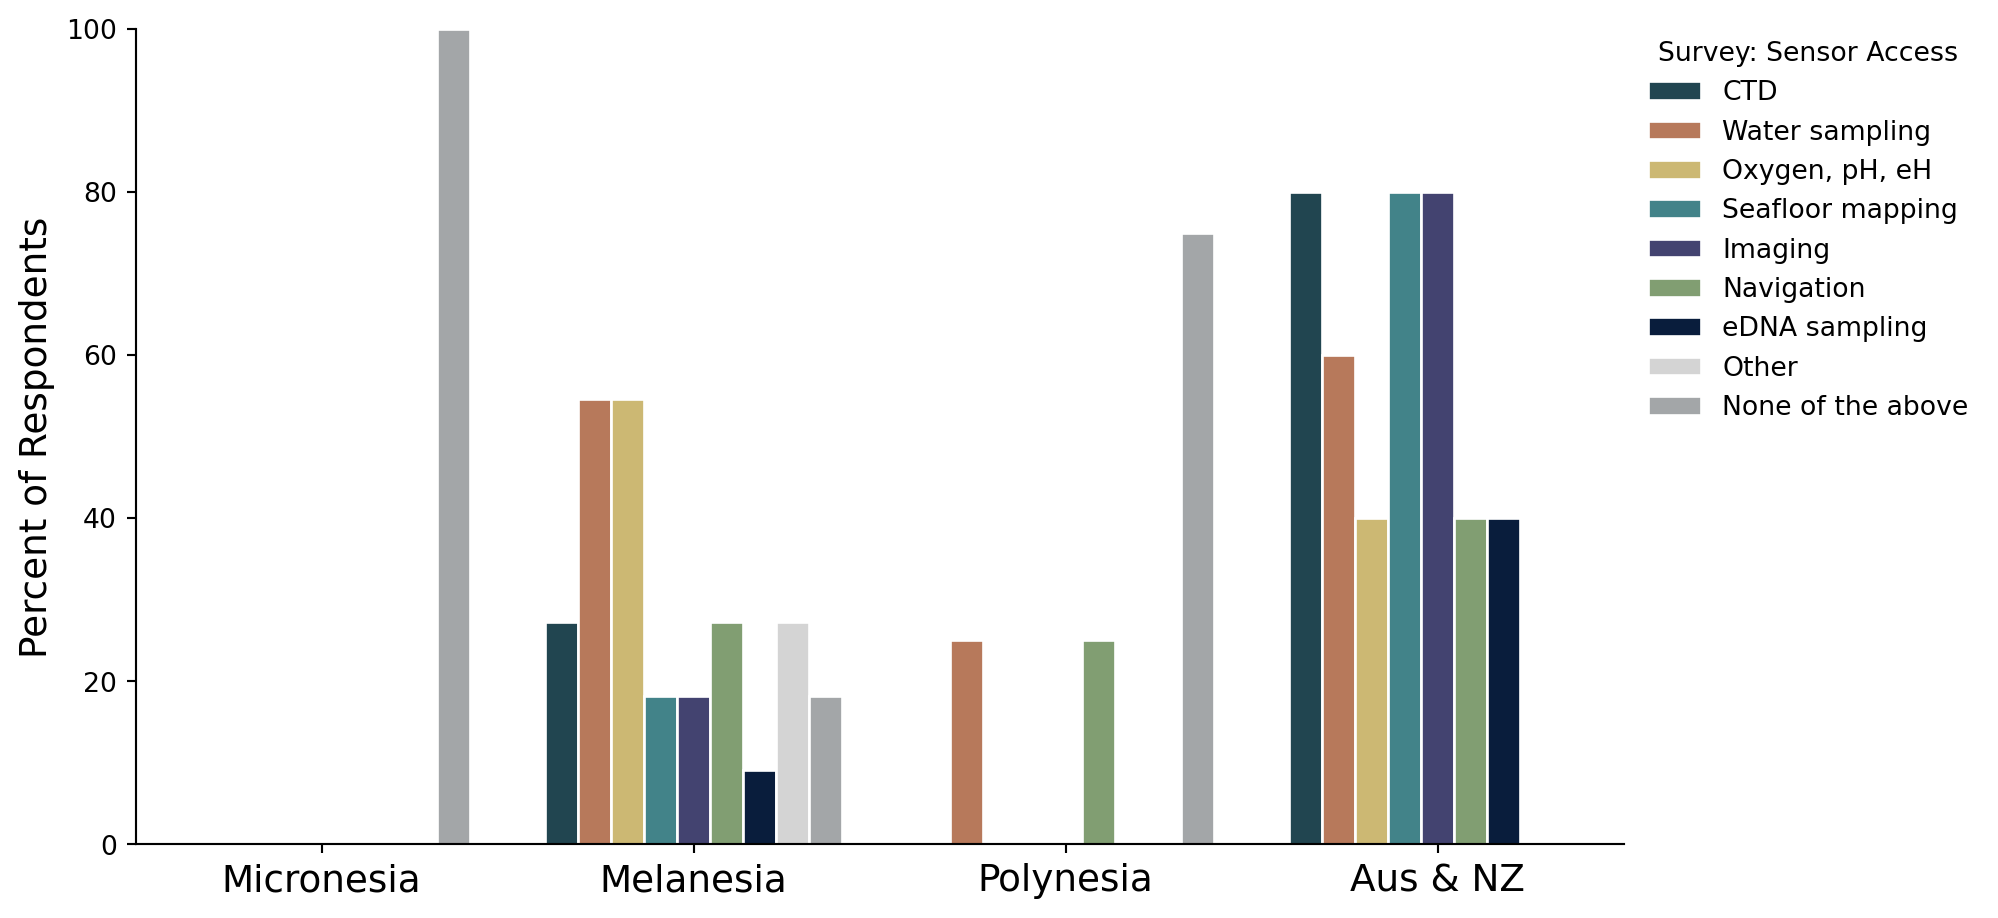 100
80
60
40
20
0
Percent of Respondents
Micronesia
Melanesia
Polynesia
Aus & NZ
Survey: Sensor Access
CTD
Water sampling
Oxygen, pH, eH
Seafloor mapping
Imaging
Navigation
eDNA sampling
Other
None of the above